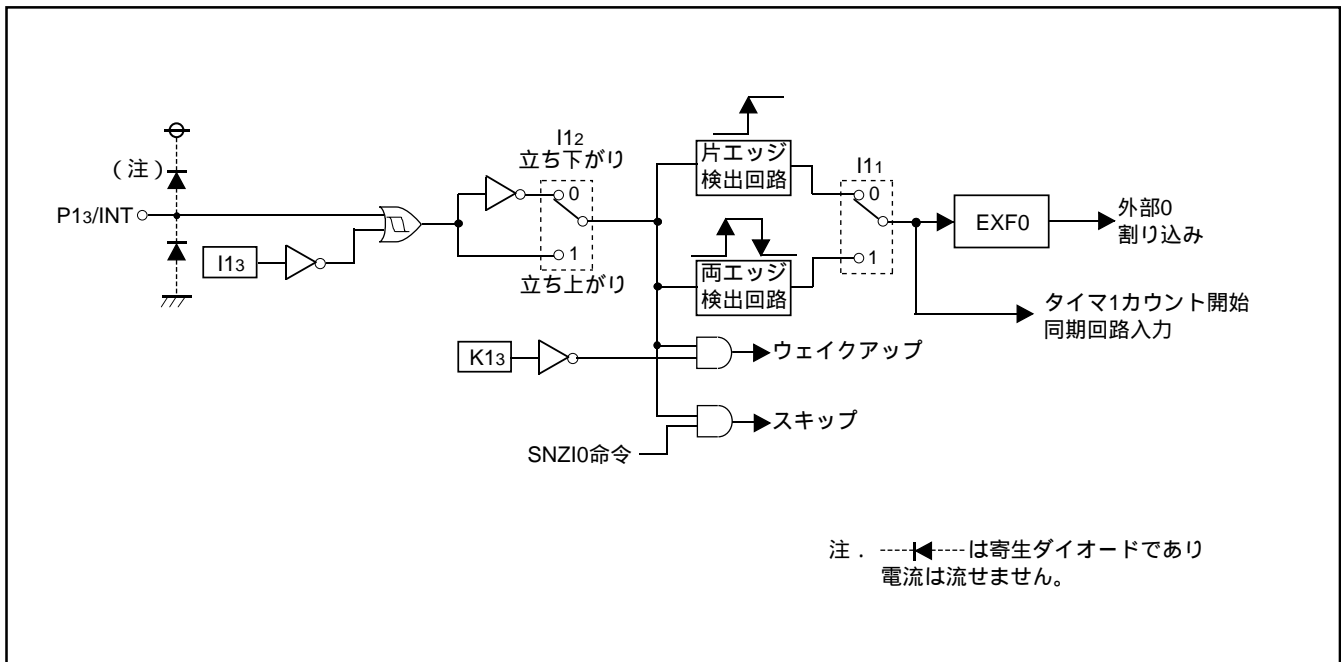 (注)
P13/INT
I13
I12
立ち下がり
0
1
立ち上がり
片エッジ
検出回路
両エッジ
検出回路
I11
0
1
EXF0
外部0
割り込み
タイマ1カウント開始
同期回路入力
K13
ウェイクアップ
スキップ
SNZI0命令
注．は寄生ダイオードであり
電流は流せません。